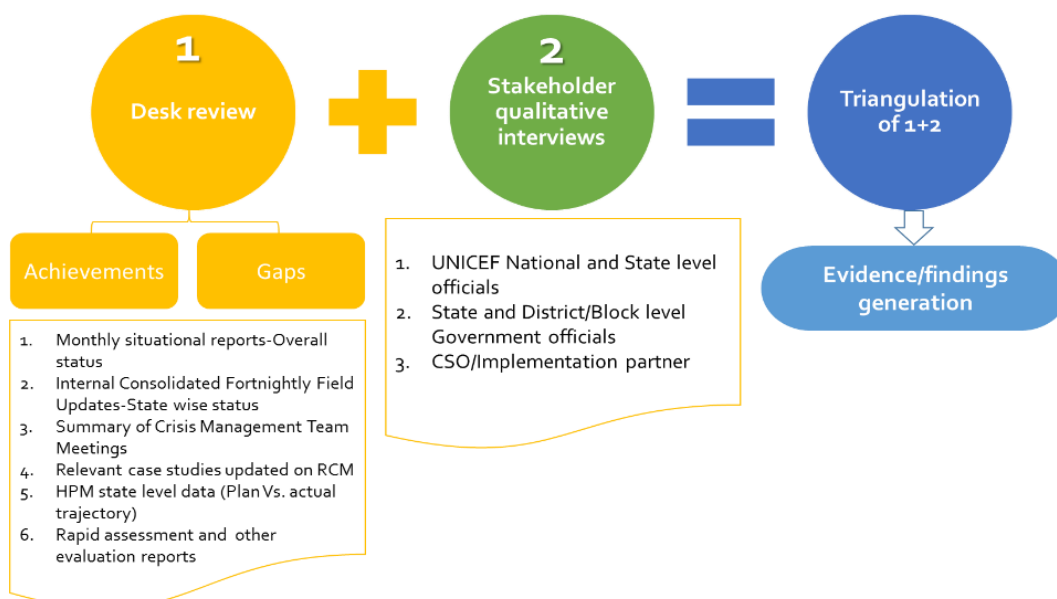 1
Desk review
2
Stakeholder
qualitative
interviews
Triangulation
of 1+2
Achievements
Gaps
1. Monthly situational reports-Overall
status
2. Internal Consolidated Fortnightly Field
Updates-State wise status
3. Summary of Crisis Management Team
Meetings
4. Relevant case studies updated on RCM
5. HPM state level data (Plan Vs. actual
trajectory)
6. Rapid assessment and other
evaluation reports
1. UNICEF National and State level
officials
2. State and District/Block level
Government officials
3. CSO/Implementation partner
Evidence/findings
generation